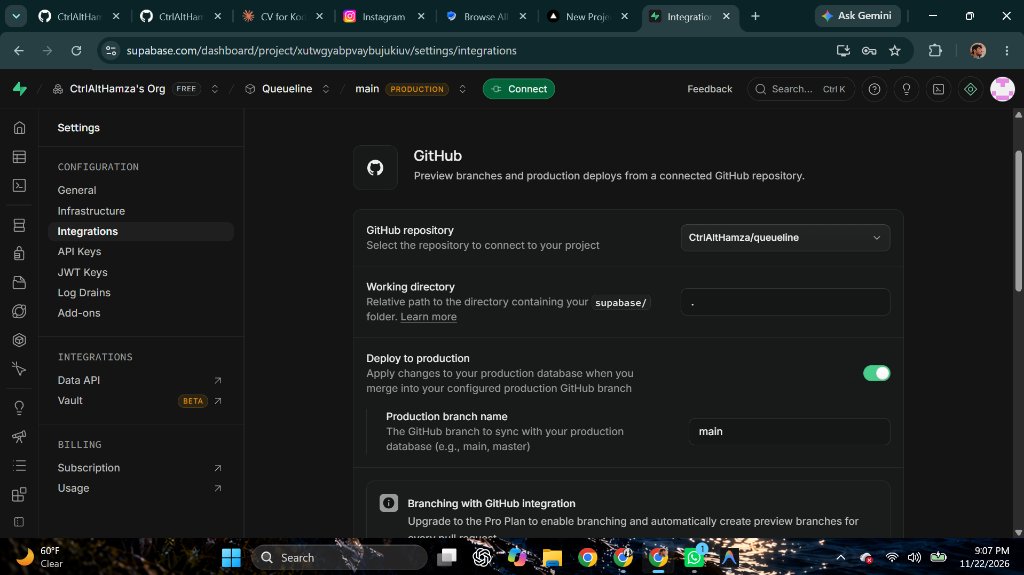 CtrlAltHam
CtrlAltHam
CV for Kor
Instagram
Browse All
New Proje
Integration
Ask Gemini
supabase.com/dashboard/project/xutwgyabpvaybujukiuv/settings/integrations
CtrlAltHamza's Org
FREE
Queueline
main
PRODUCTION
Connect
Feedback
Search...
Ctrl K
Settings
CONFIGURATION
General
Infrastructure
Integrations
API Keys
JWT Keys
Log Drains
Add-ons
INTEGRATIONS
Data API
Vault
BETA
BILLING
Subscription
Usage
GitHub
Preview branches and production deploys from a connected GitHub repository.
GitHub repository
Select the repository to connect to your project
CtrlAltHamza/queueline
Working directory
Relative path to the directory containing your supabase/
folder. Learn more
.
Deploy to production
Apply changes to your production database when you
merge into your configured production GitHub branch
Production branch name
The GitHub branch to sync with your production
database (e.g., main, master)
main
Branching with GitHub integration
Upgrade to the Pro Plan to enable branching and automatically create preview branches for
every pull request.
60°F
Clear
Search
1
9:07 PM
11/22/2026